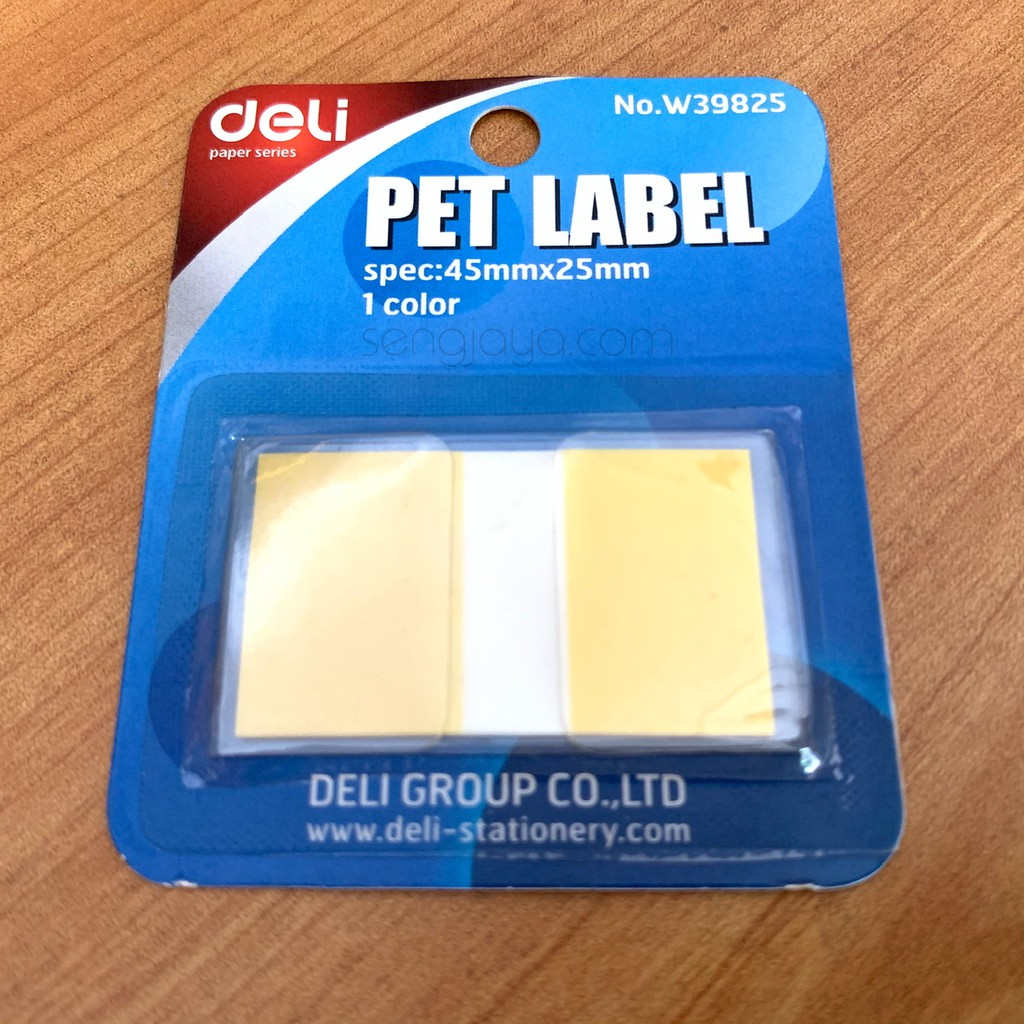 deli
paper series
No.W39825
PET LABEL
spec:45mmx25mm
1 color
sengjaya.com
DELI GROUP CO.,LTD
www.deli-stationery.com